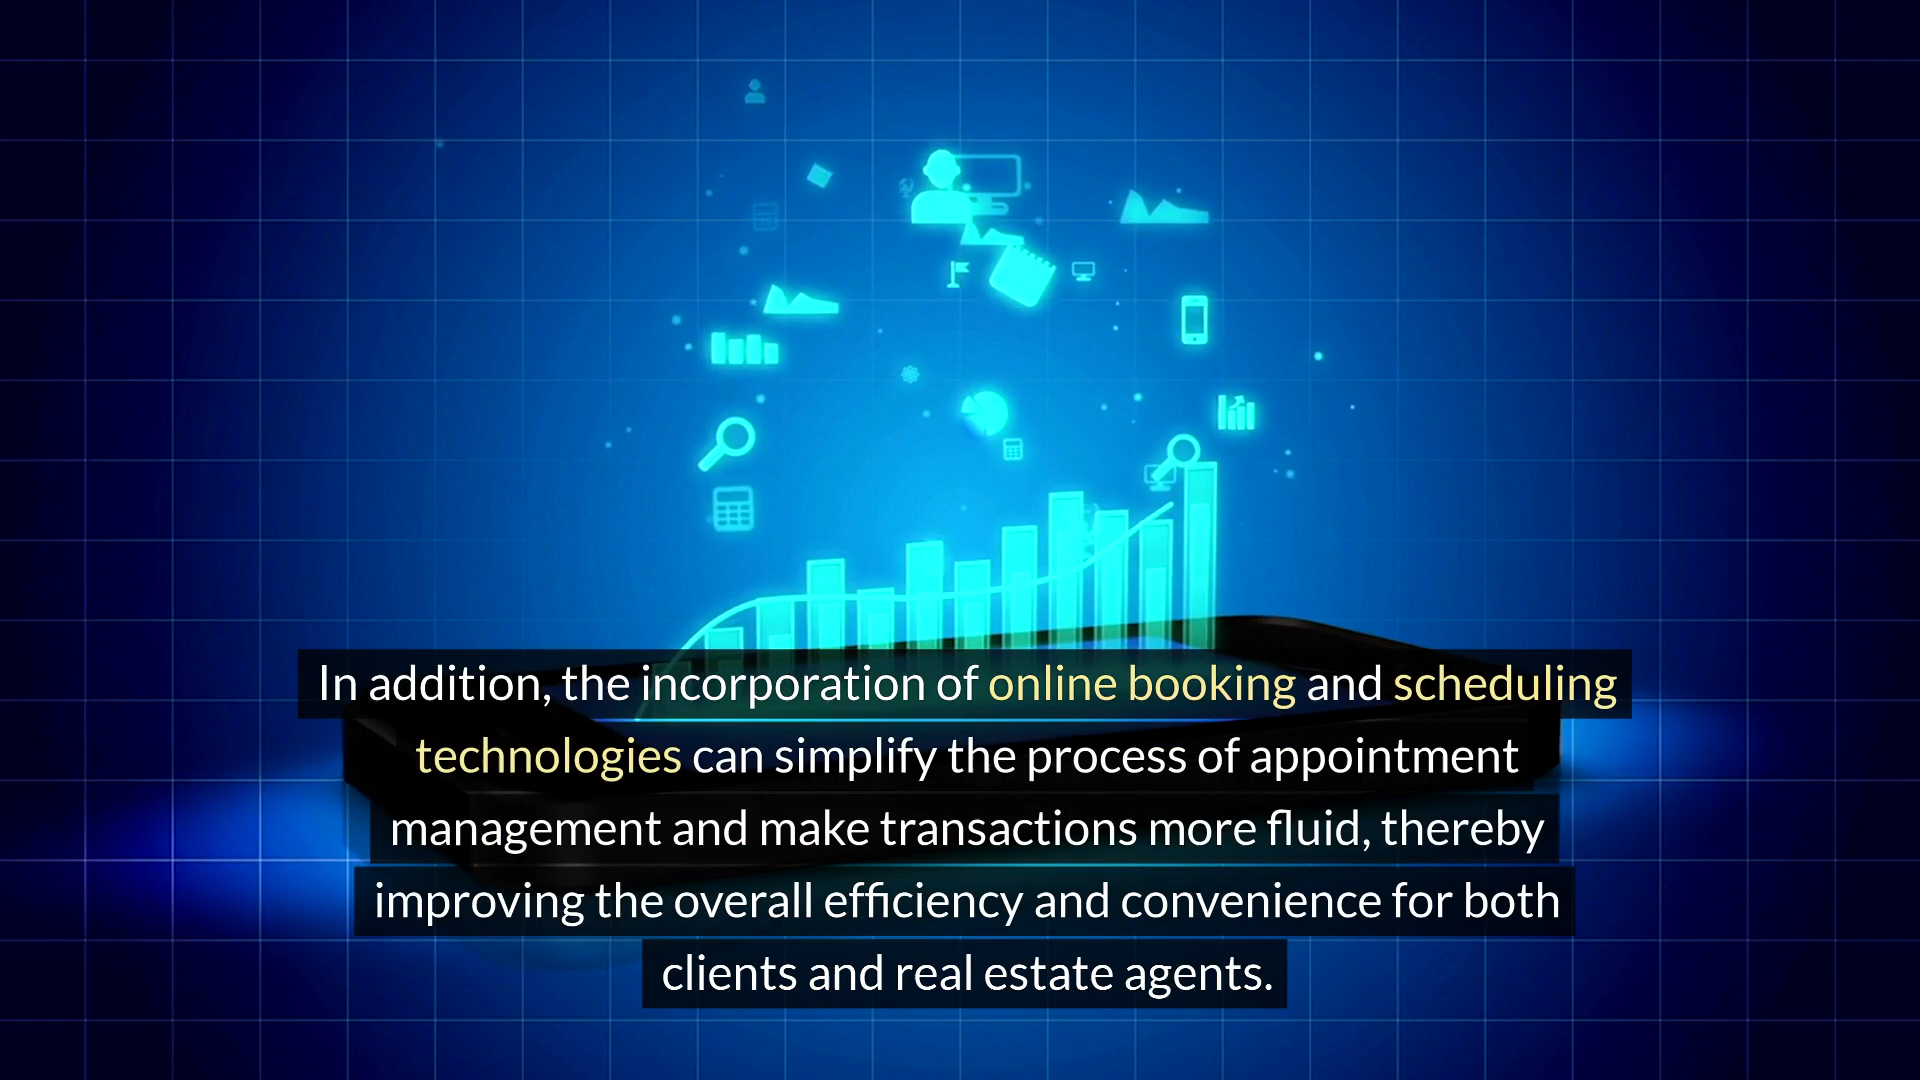 In addition, the incorporation of online booking and scheduling
technologies can simplify the process of appointment
management and make transactions more fluid, thereby
improving the overall efficiency and convenience for both
clients and real estate agents.